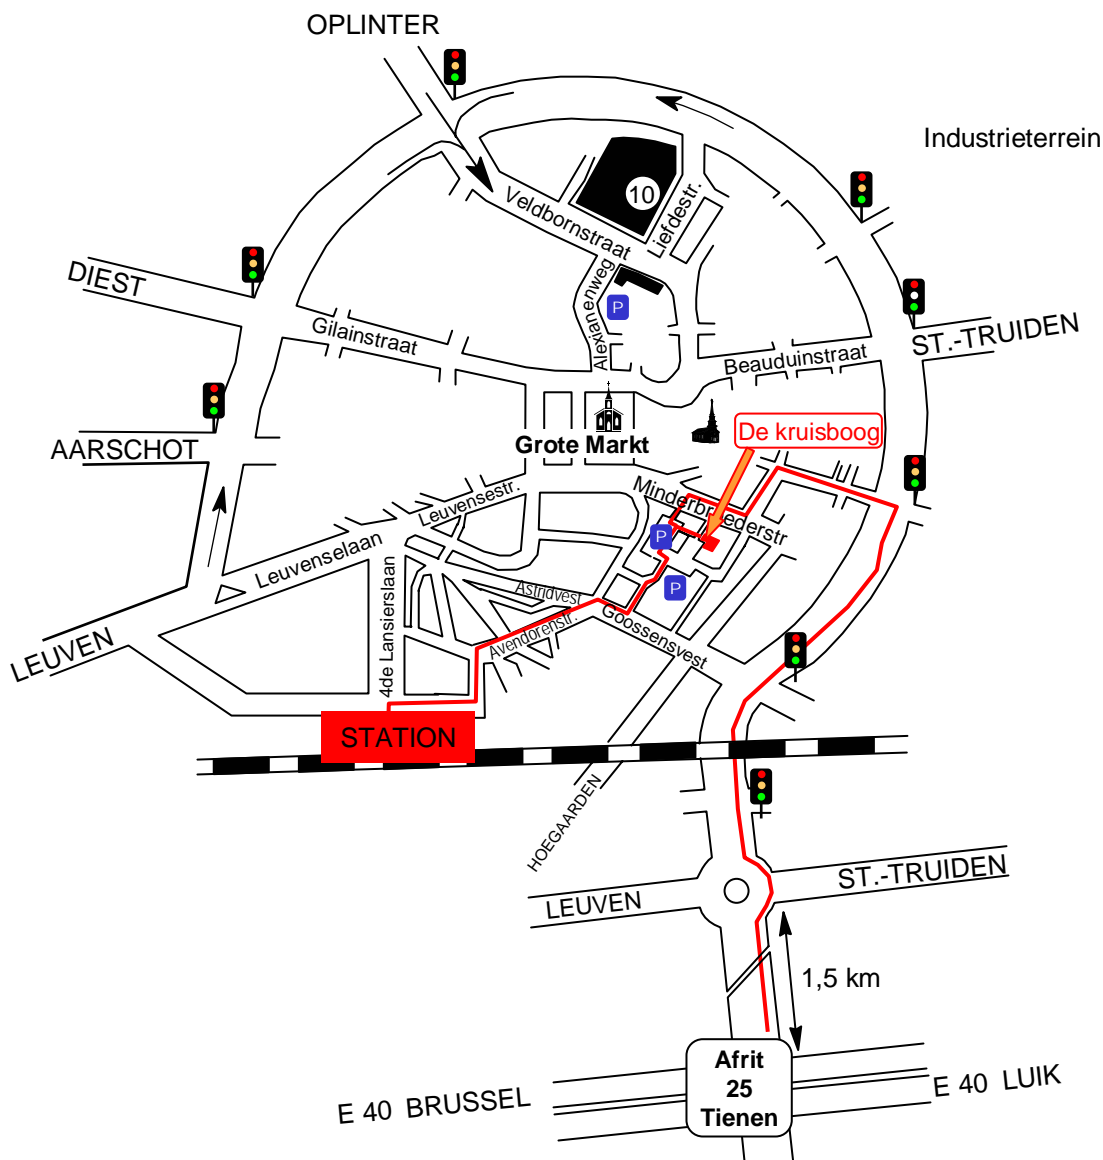 OPLINTER
Industrieterrein
10
Veldbornstraat
Liefdestr.
DIEST
Alexianenweg
P
Gilainstraat
ST.-TRUIDEN
Beauduinstraat
AARSCHOT
De kruisboog
Grote Markt
Leuvensestr.
Minderbroederstr
P
Leuvenselaan
4de Lansierslaan
Astridvest
P
Goossensvest
Avendorenstr.
LEUVEN
STATION
HOEGAARDEN
ST.-TRUIDEN
LEUVEN
1,5 km
Afrit
25
Tienen
E 40 BRUSSEL
E 40 LUIK